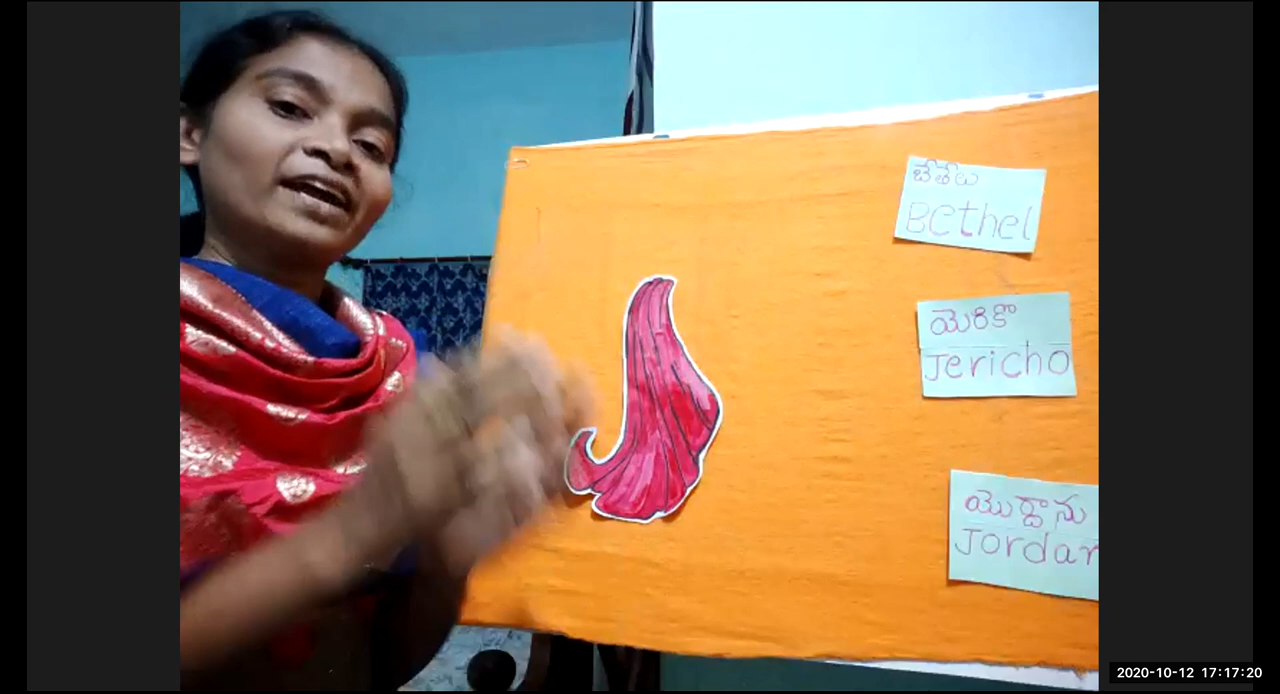 బేతేలు
Bethel
యెరికొ
Jericho
యొర్దాను
Jordan
2020-10-12 17:17:20